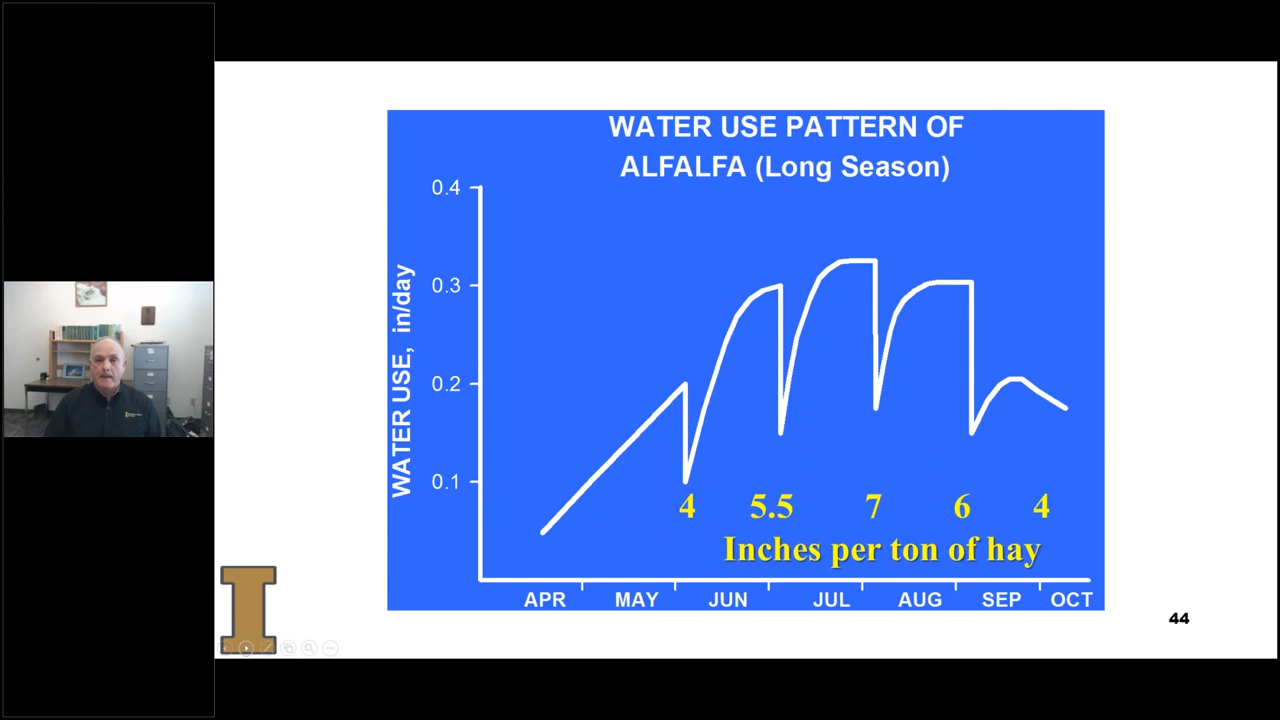 WATER USE PATTERN OF
ALFALFA (Long Season)
WATER USE, in/day
0.4
0.3
0.2
0.1
4 5.5 7 6 4
Inches per ton of hay
APR MAY JUN JUL AUG SEP OCT
I
44